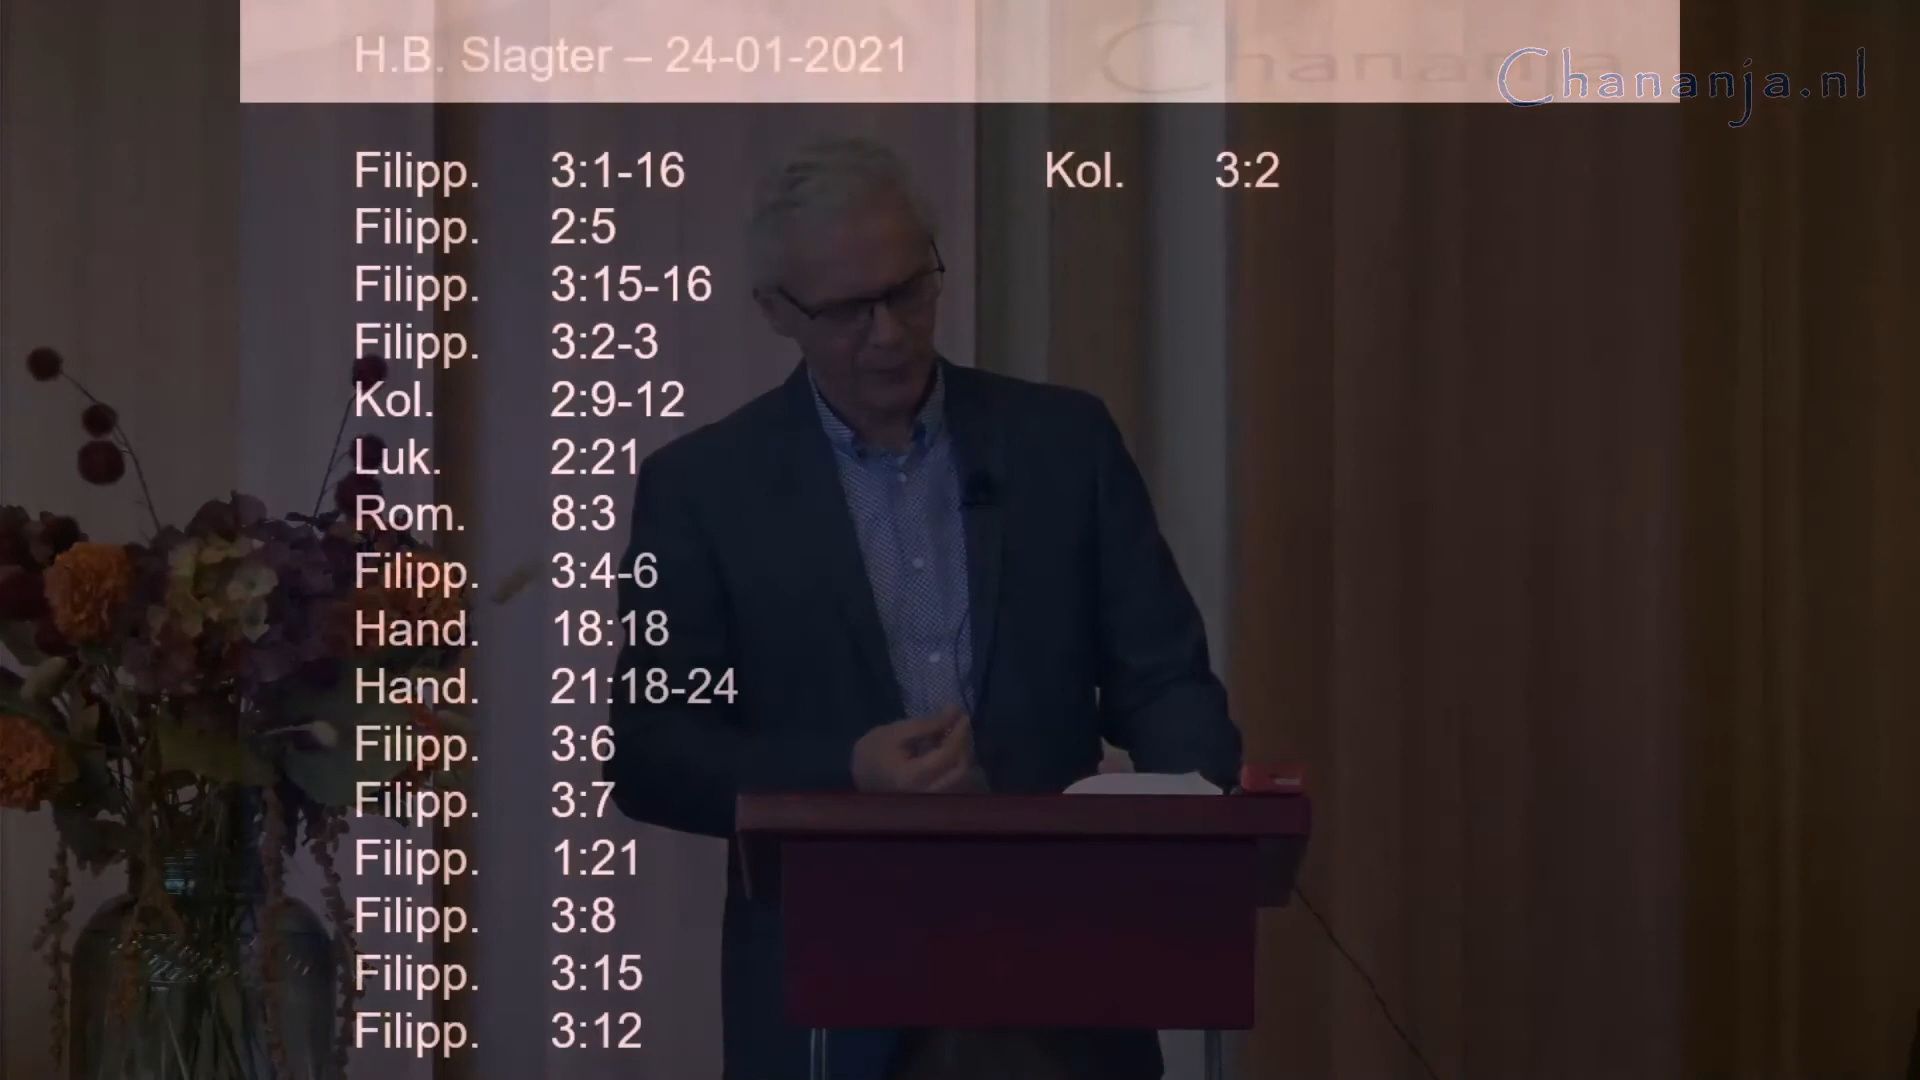 H.B. Slagter – 24-01-2021
Chananja
Chananja.nl
Filipp. 3:1-16
Filipp. 2:5
Filipp. 3:15-16
Filipp. 3:2-3
Kol. 2:9-12
Luk. 2:21
Rom. 8:3
Filipp. 3:4-6
Hand. 18:18
Hand. 21:18-24
Filipp. 3:6
Filipp. 3:7
Filipp. 1:21
Filipp. 3:8
Filipp. 3:15
Filipp. 3:12
Kol. 3:2